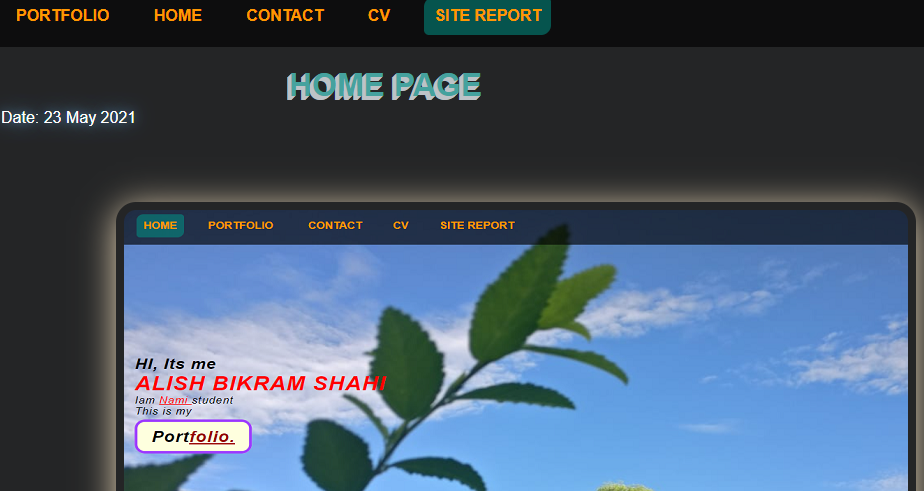 PORTFOLIO HOME CONTACT CV SITE REPORT
HOME PAGE
Date: 23 May 2021
HOME PORTFOLIO CONTACT CV SITE REPORT
HI, Its me
ALISH BIKRAM SHAHI
Iam Nami student
This is my
Portfolio.